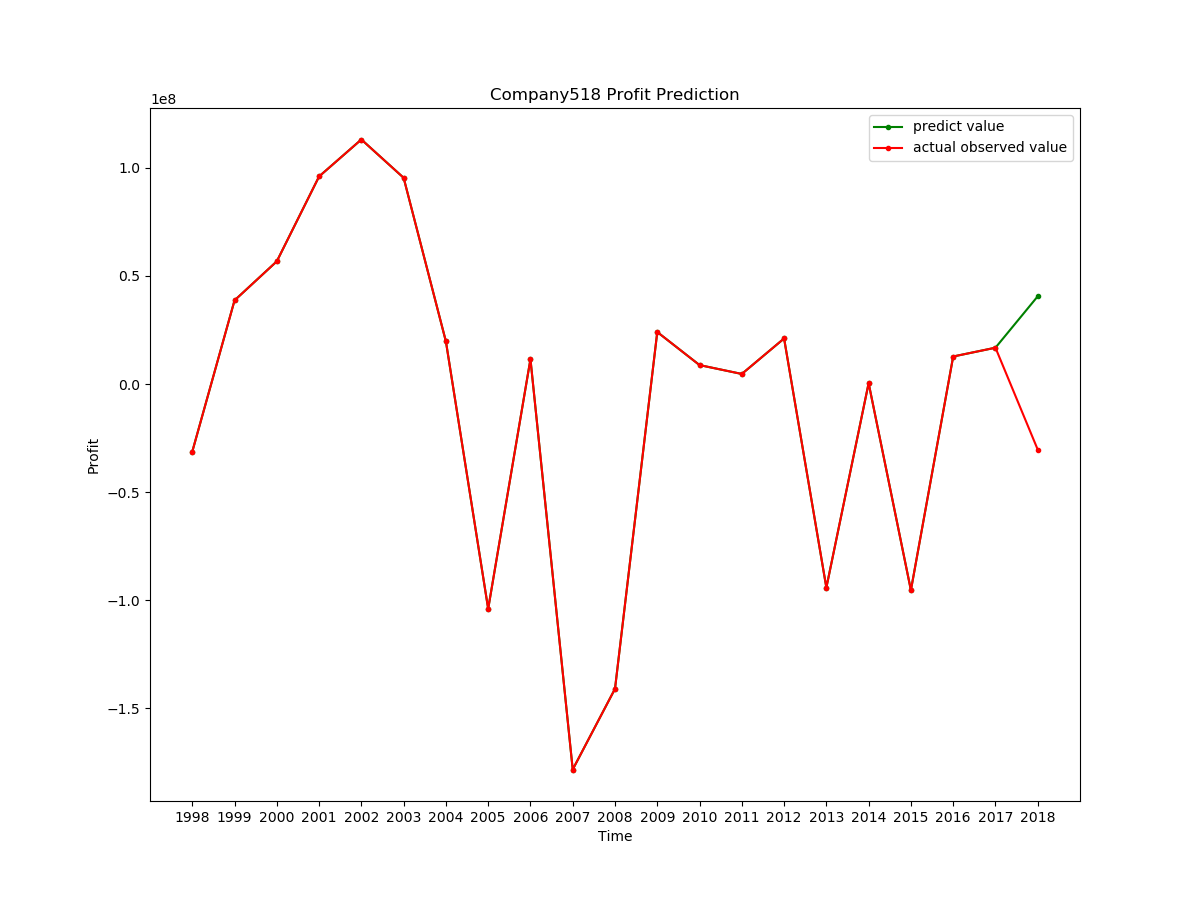 Company518 Profit Prediction
1e8
predict value
actual observed value
1.0
0.5
0.0
−0.5
−1.0
−1.5
Profit
1998 1999 2000 2001 2002 2003 2004 2005 2006 2007 2008 2009 2010 2011 2012 2013 2014 2015 2016 2017 2018
Time